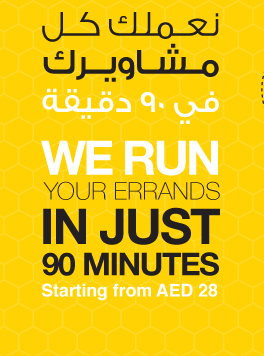 نعملك كل
مشاويرك
في ٩٠ دقيقة
WE RUN
YOUR ERRANDS
IN JUST
90 MINUTES
Starting from AED 28